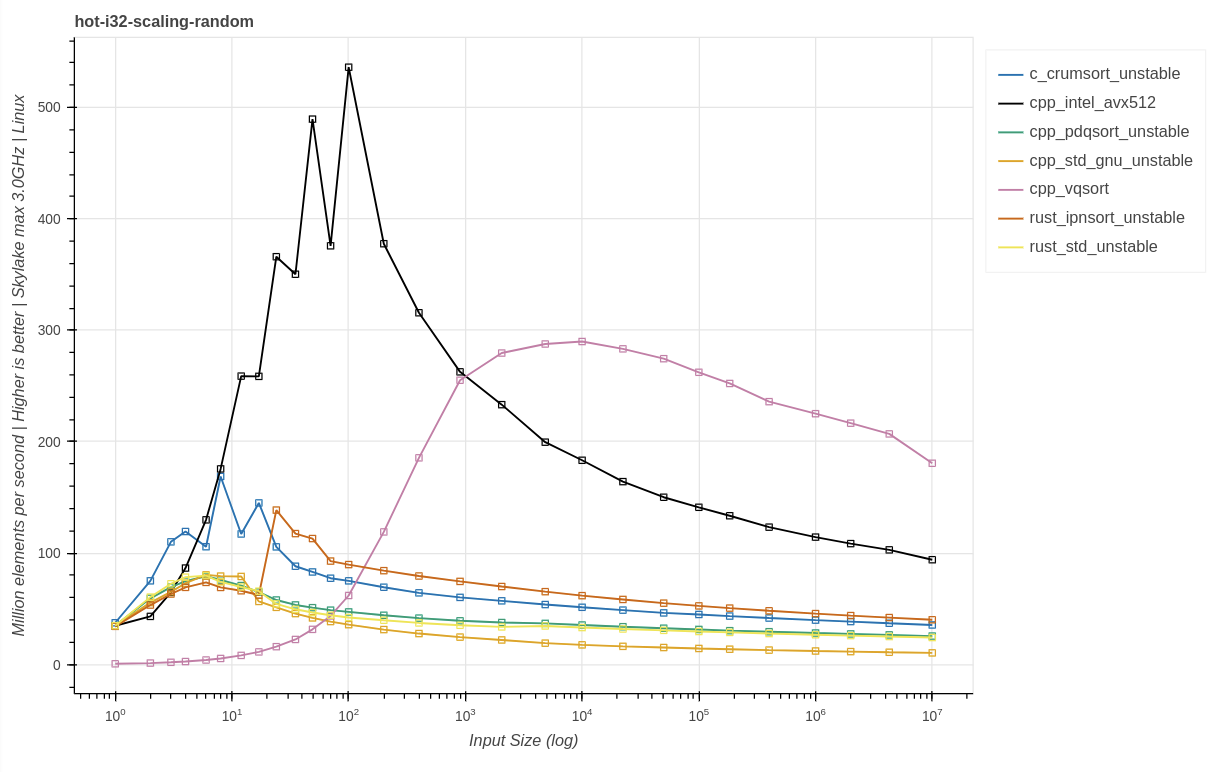 hot-i32-scaling-random
Million elements per second | Higher is better | Skylake max 3.0GHz | Linux
500
400
300
200
100
0
10⁰
10¹
10²
10³
10⁴
10⁵
10⁶
10⁷
Input Size (log)
c_crumsort_unstable
cpp_intel_avx512
cpp_pdqsort_unstable
cpp_std_gnu_unstable
cpp_vqsort
rust_ipnsort_unstable
rust_std_unstable